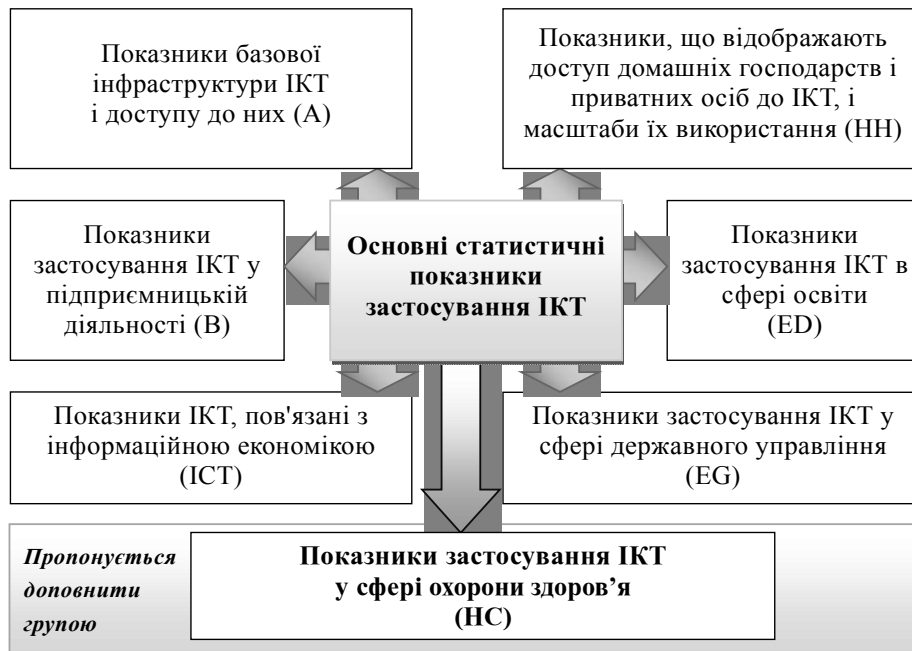 Показники базової
інфраструктури ІКТ
і доступу до них (А)
Показники, що відображають
доступ домашніх господарств і
приватних осіб до ІКТ, і
масштаби їх використання (НН)
Показники
застосування ІКТ у
підприємницькій
діяльності (В)
Основні статистичні
показники
застосування ІКТ
Показники
застосування ІКТ в
сфері освіти
(ED)
Показники ІКТ, пов'язані з
інформаційною економікою
(ICT)
Показники застосування ІКТ у
сфері державного управління
(EG)
Пропонується
доповнити
групою
Показники застосування ІКТ
у сфері охорони здоров’я
(НС)